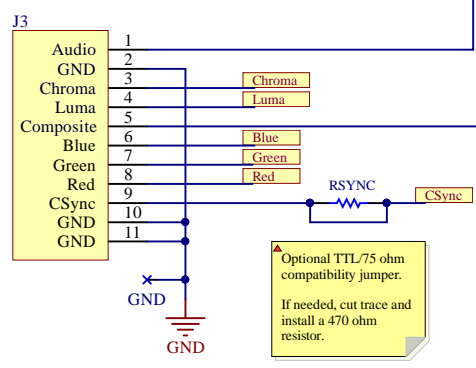 J3
Audio 1
GND 2
Chroma 3 Chroma
Luma 4 Luma
Composite 5
Blue 6 Blue
Green 7 Green
Red 8 Red
CSync 9 RSYNC CSync
GND 10
GND 11
GND
GND
Optional TTL/75 ohm
compatibility jumper.
If needed, cut trace and
install a 470 ohm
resistor.